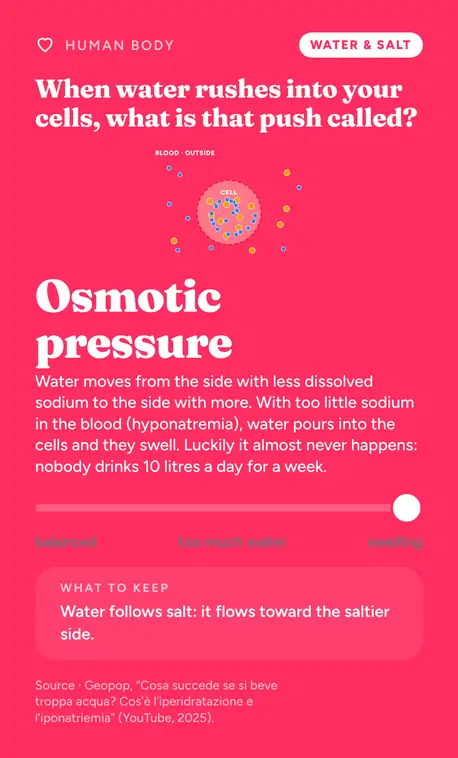 HUMAN BODY
WATER & SALT
When water rushes into your
cells, what is that push called?
BLOOD · OUTSIDE
CELL
Osmotic
pressure
Water moves from the side with less dissolved
sodium to the side with more. With too little sodium
in the blood (hyponatremia), water pours into the
cells and they swell. Luckily it almost never happens:
nobody drinks 10 litres a day for a week.
balanced
too much water
swelling
WHAT TO KEEP
Water follows salt: it flows toward the saltier
side.
Source · Geopop, “Cosa succede se si beve
troppa acqua? Cos’è l’iperidratazione e
l’iponatriemia” (YouTube, 2025).